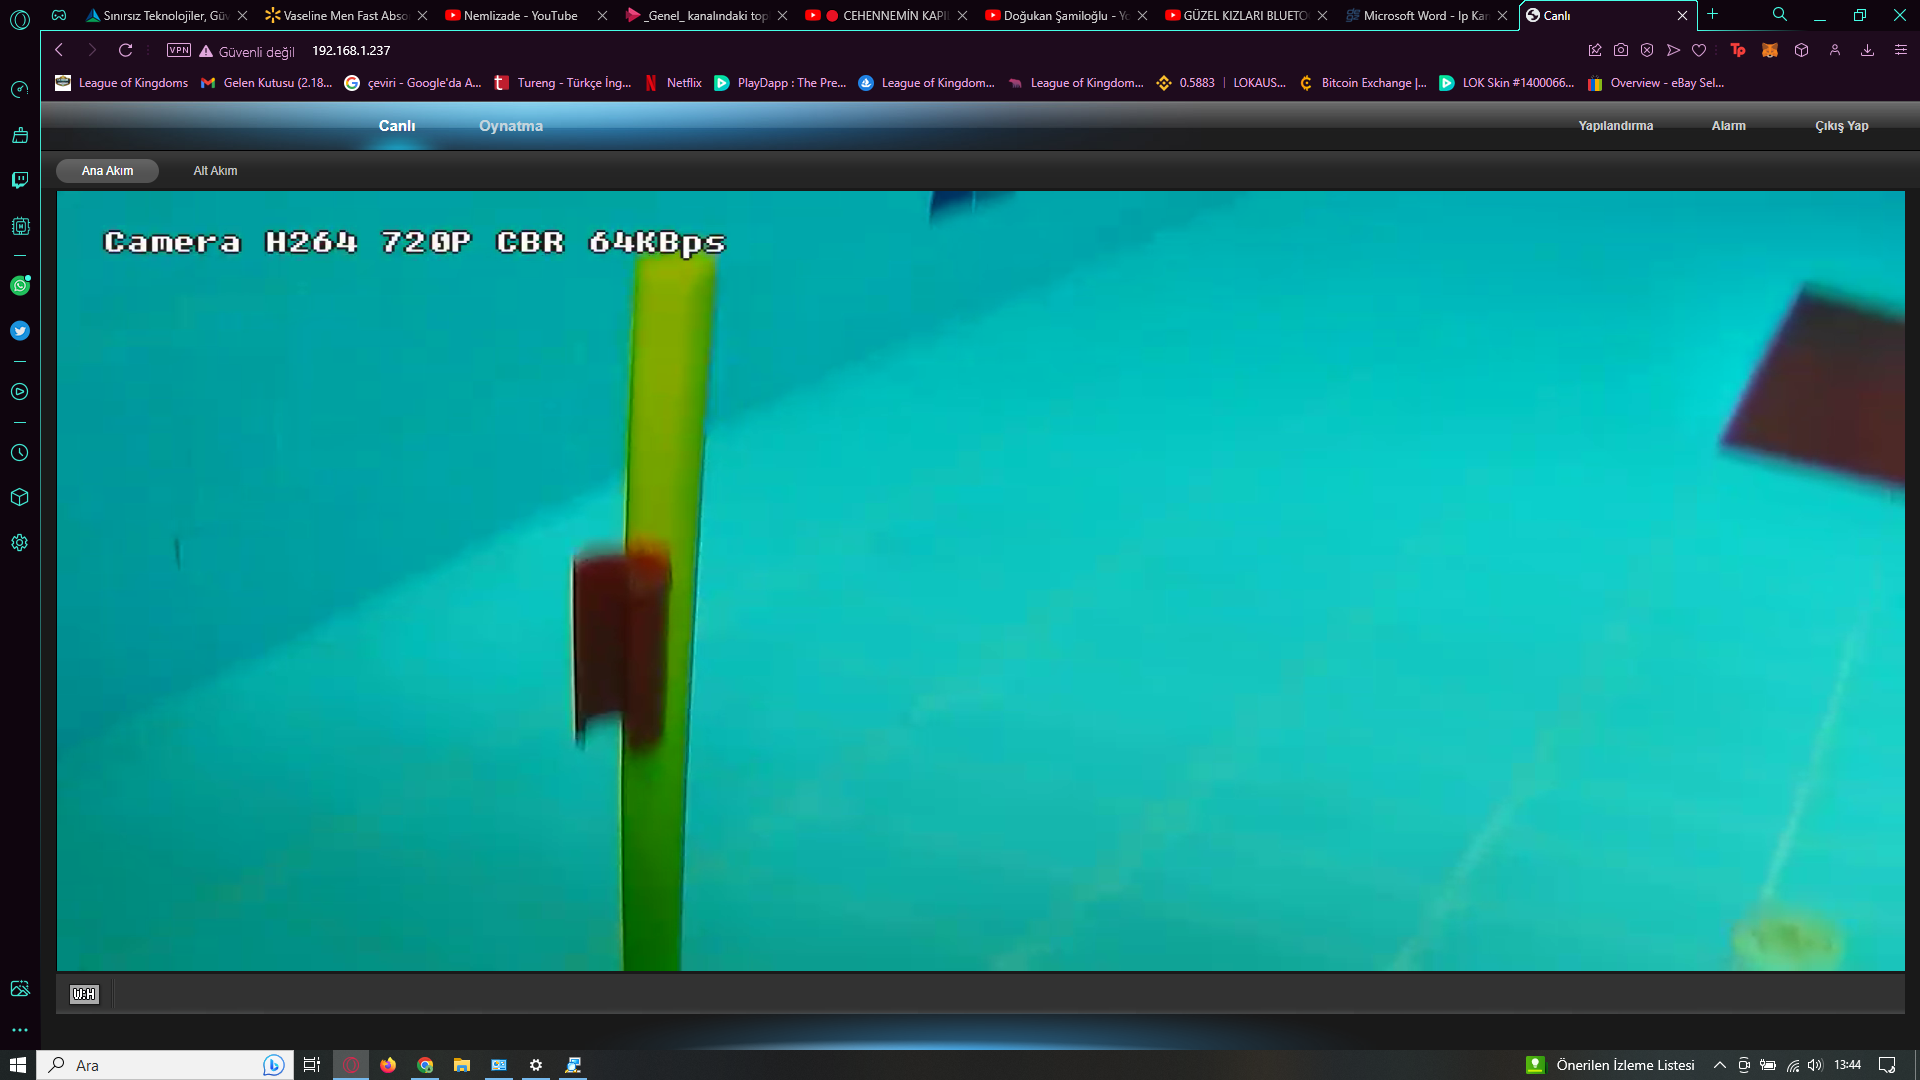 Sınırsız Teknolojiler, Güv
Vaseline Men Fast Abso
Nemlizade - YouTube
_Genel_ kanalındaki top
CEHENNEMİN KAPI
Doğukan Şamiloğlu - Yo
GÜZEL KIZLARI BLUETO
Microsoft Word - Ip Ka
Canlı
VPN
Güvenli değil
192.168.1.237
League of Kingdoms
Gelen Kutusu (2.18...
çeviri - Google'da A...
Tureng - Türkçe İng...
Netflix
PlayDapp : The Pre...
League of Kingdom...
League of Kingdom...
0.5883 | LOKAUS...
Bitcoin Exchange |...
LOK Skin #1400066...
Overview - eBay Sel...
Canlı
Oynatma
Yapılandırma
Alarm
Çıkış Yap
Ana Akım
Alt Akım
Camera H264 720P CBR 64KBps
W:H
Ara
Önerilen İzleme Listesi
13:44